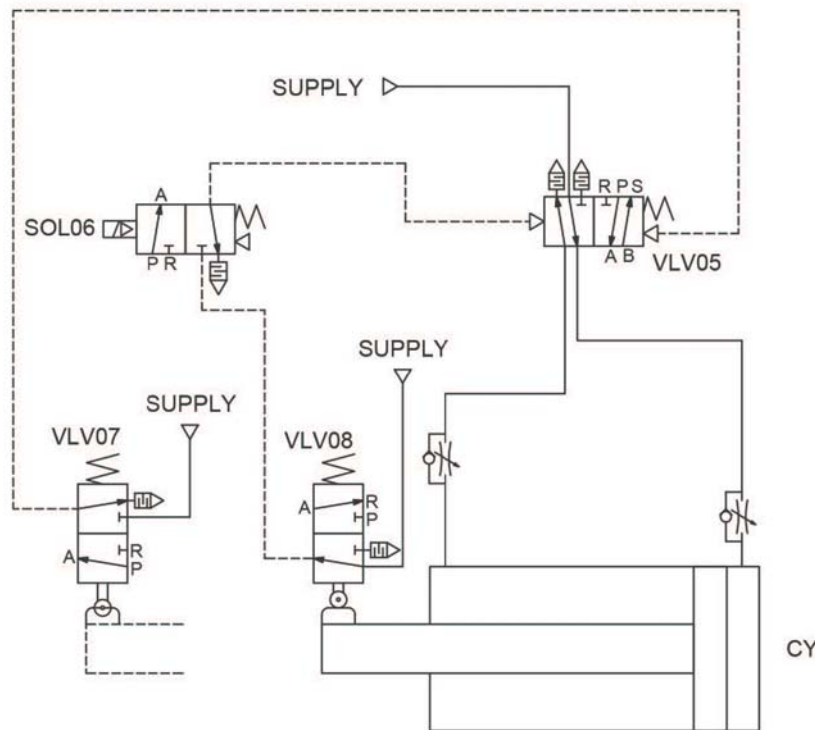 SUPPLY
R P S
A
SOL06
P R
A B
VLV05
SUPPLY
SUPPLY
VLV07
VLV08
A
R
P
A
R
P
CY